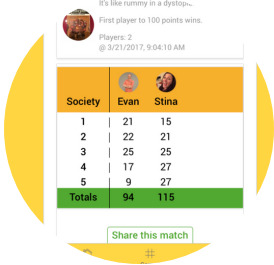 It's like rummy in a dystop...
First player to 100 points wins.
Players: 2
@ 3/21/2017, 9:04:10 AM
Society Evan Stina
1 | 21 15
2 | 22 21
3 | 25 25
4 | 17 27
5 | 9 27
Totals 94 115
Share this match
#